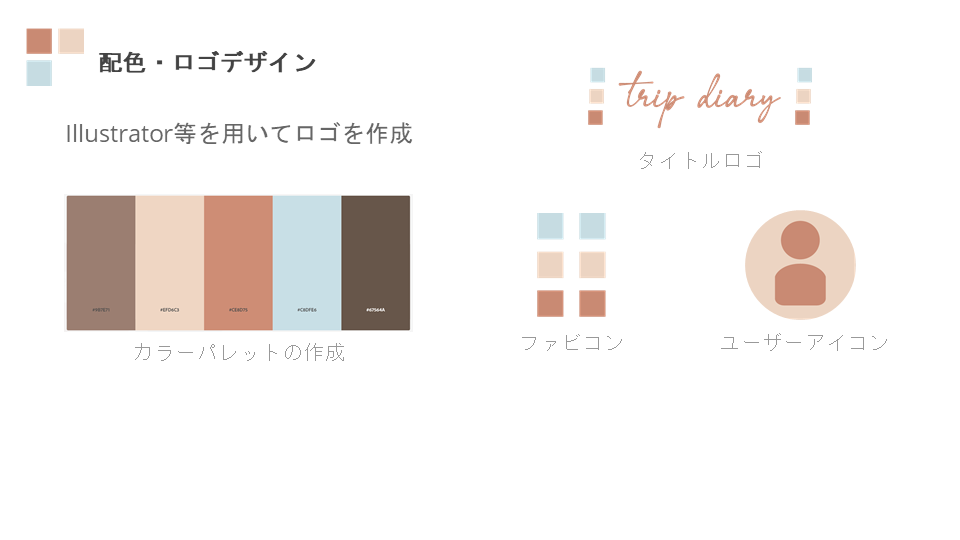 配色・ロゴデザイン
Illustrator等を用いてロゴを作成
#EFD6C3
#CE8D75
#C8DFE6
#67564A
カラーパレットの作成
trip diary
タイトルロゴ
ファビコン
ユーザーアイコン